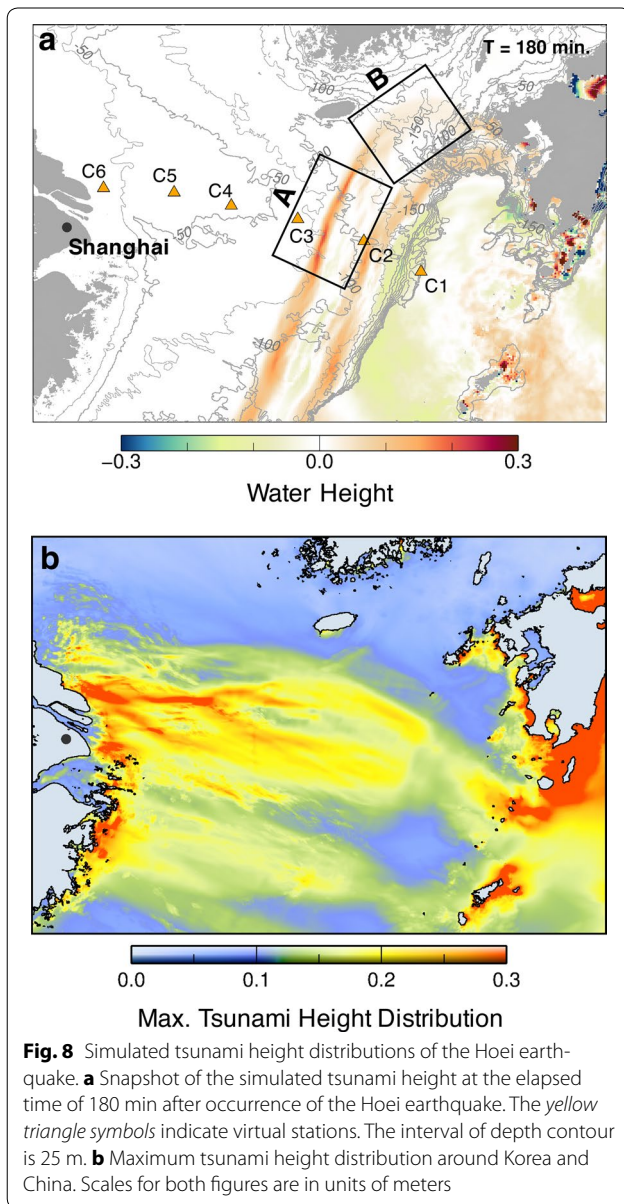 a
T = 180 min.
B
-100
-50
-50
-150
100
C6
C5
C4
-50
A
-150
C3
C2
-50
Shanghai
-150
C1
-100
-100
−0.3 0.0 0.3
Water Height
b
0.0 0.1 0.2 0.3
Max. Tsunami Height Distribution
Fig. 8 Simulated tsunami height distributions of the Hoei earth-
quake. a Snapshot of the simulated tsunami height at the elapsed
time of 180 min after occurrence of the Hoei earthquake. The yellow
triangle symbols indicate virtual stations. The interval of depth contour
is 25 m. b Maximum tsunami height distribution around Korea and
China. Scales for both figures are in units of meters